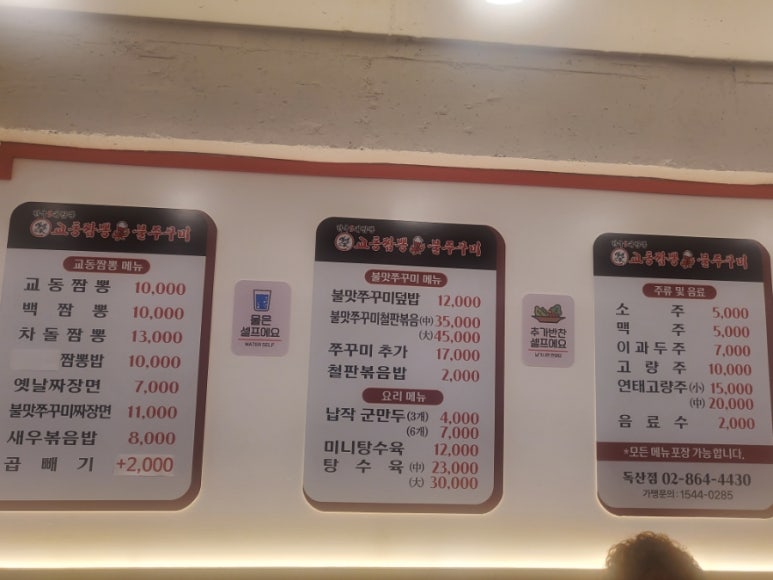 교동짬뽕 불쭈꾸미
교동짬뽕 메뉴
교동짬뽕 10,000
백짬뽕 10,000
차돌짬뽕 13,000
짬뽕밥 10,000
옛날짜장면 7,000
불맛쭈꾸미짜장면 11,000
새우볶음밥 8,000
곱빼기 +2,000
물은
셀프에요
WATER SELF
교동짬뽕 불쭈꾸미
불맛쭈꾸미 메뉴
불맛쭈꾸미덮밥 12,000
불맛쭈꾸미철판볶음(中) 35,000
(大) 45,000
쭈꾸미 추가 17,000
철판볶음밥 2,000
요리 메뉴
납작 군만두 (3개) 4,000
(6개) 7,000
미니탕수육 12,000
탕수육 (中) 23,000
(大) 30,000
추가반찬
셀프에요
교동짬뽕 불쭈꾸미
주류 및 음료
소주 5,000
맥주 5,000
이과두주 7,000
고량주 10,000
연태고량주 (小) 15,000
(中) 20,000
음료수 2,000
*모든 메뉴 포장 가능합니다.
독산점 02-864-4430
가맹문의 : 1544-0285